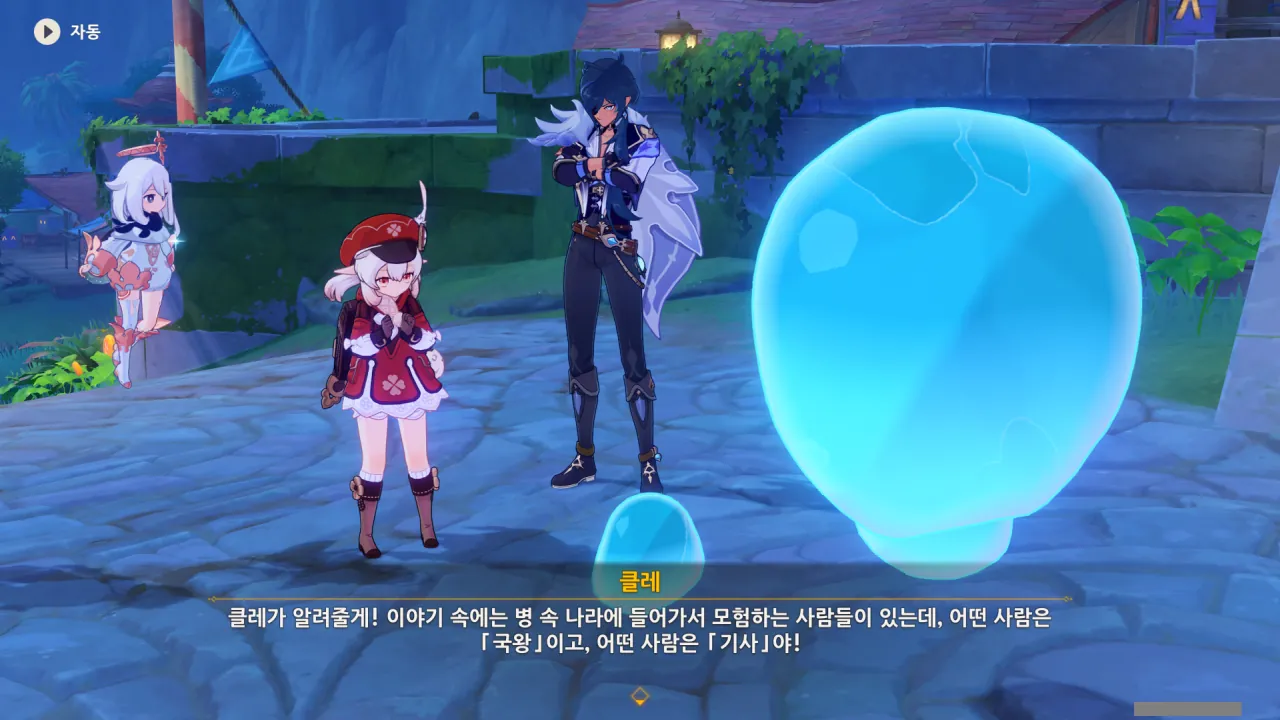 자동
클레
클레가 알려줄게! 이야기 속에는 병 속 나라에 들어가서 모험하는 사람들이 있는데, 어떤 사람은
「국왕」이고, 어떤 사람은 「기사」야!